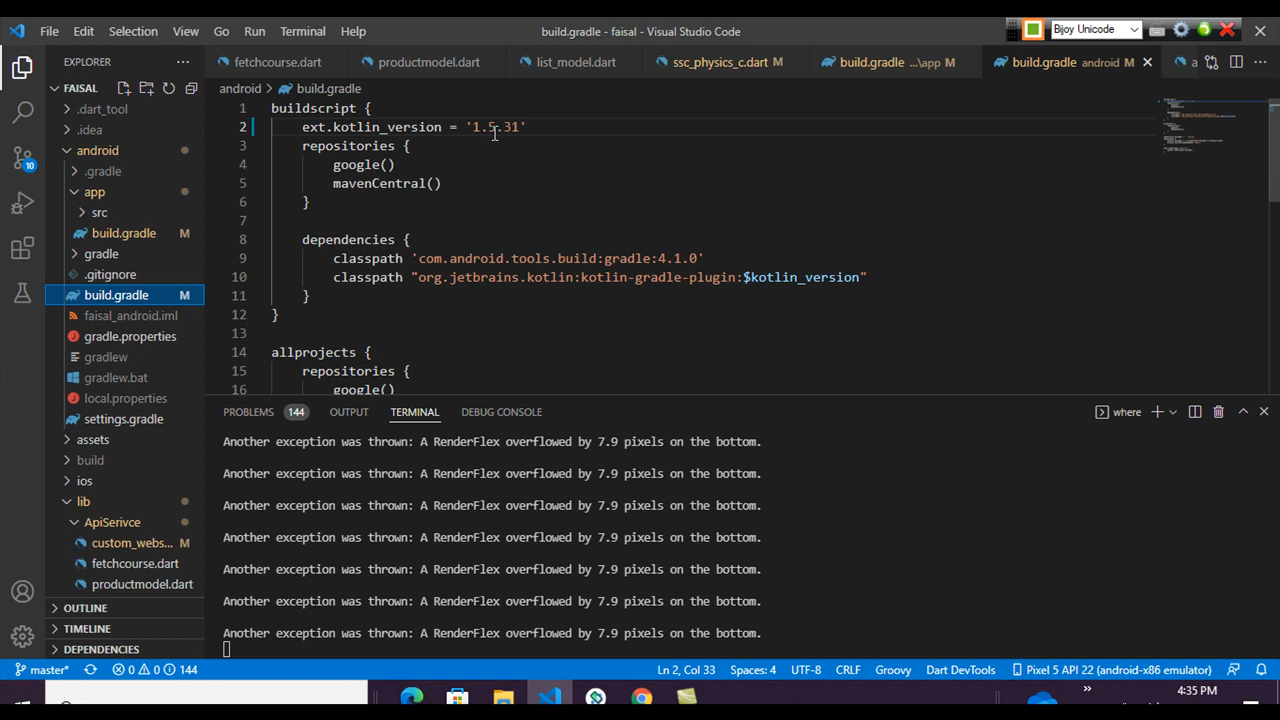 File Edit Selection View Go Run Terminal Help
build.gradle - faisal - Visual Studio Code
Bijoy Unicode
EXPLORER
fetchcourse.dart
productmodel.dart
list_model.dart
ssc_physics_c.dart M
build.gradle ...\app M
build.gradle android M
a
FAISAL
.dart_tool
.idea
android
.gradle
app
src
build.gradle M
gradle
.gitignore
build.gradle M
faisal_android.iml
gradle.properties
gradlew
gradlew.bat
local.properties
settings.gradle
assets
build
ios
lib
ApiSerivce
custom_webs... M
fetchcourse.dart
productmodel.dart
OUTLINE
TIMELINE
DEPENDENCIES
10
android > build.gradle
1 buildscript {
2 ext.kotlin_version = '1.5.31'
3 repositories {
4 google()
5 mavenCentral()
6 }
7
8 dependencies {
9 classpath 'com.android.tools.build:gradle:4.1.0'
10 classpath "org.jetbrains.kotlin:kotlin-gradle-plugin:$kotlin_version"
11 }
12 }
13
14 allprojects {
15 repositories {
16 google()
PROBLEMS 144 OUTPUT TERMINAL DEBUG CONSOLE
where
Another exception was thrown: A RenderFlex overflowed by 7.9 pixels on the bottom.
Another exception was thrown: A RenderFlex overflowed by 7.9 pixels on the bottom.
Another exception was thrown: A RenderFlex overflowed by 7.9 pixels on the bottom.
Another exception was thrown: A RenderFlex overflowed by 7.9 pixels on the bottom.
Another exception was thrown: A RenderFlex overflowed by 7.9 pixels on the bottom.
Another exception was thrown: A RenderFlex overflowed by 7.9 pixels on the bottom.
Another exception was thrown: A RenderFlex overflowed by 7.9 pixels on the bottom.
master* 0 0 144
Ln 2, Col 33 Spaces: 4 UTF-8 CRLF Groovy Dart DevTools Pixel 5 API 22 (android-x86 emulator)
4:35 PM